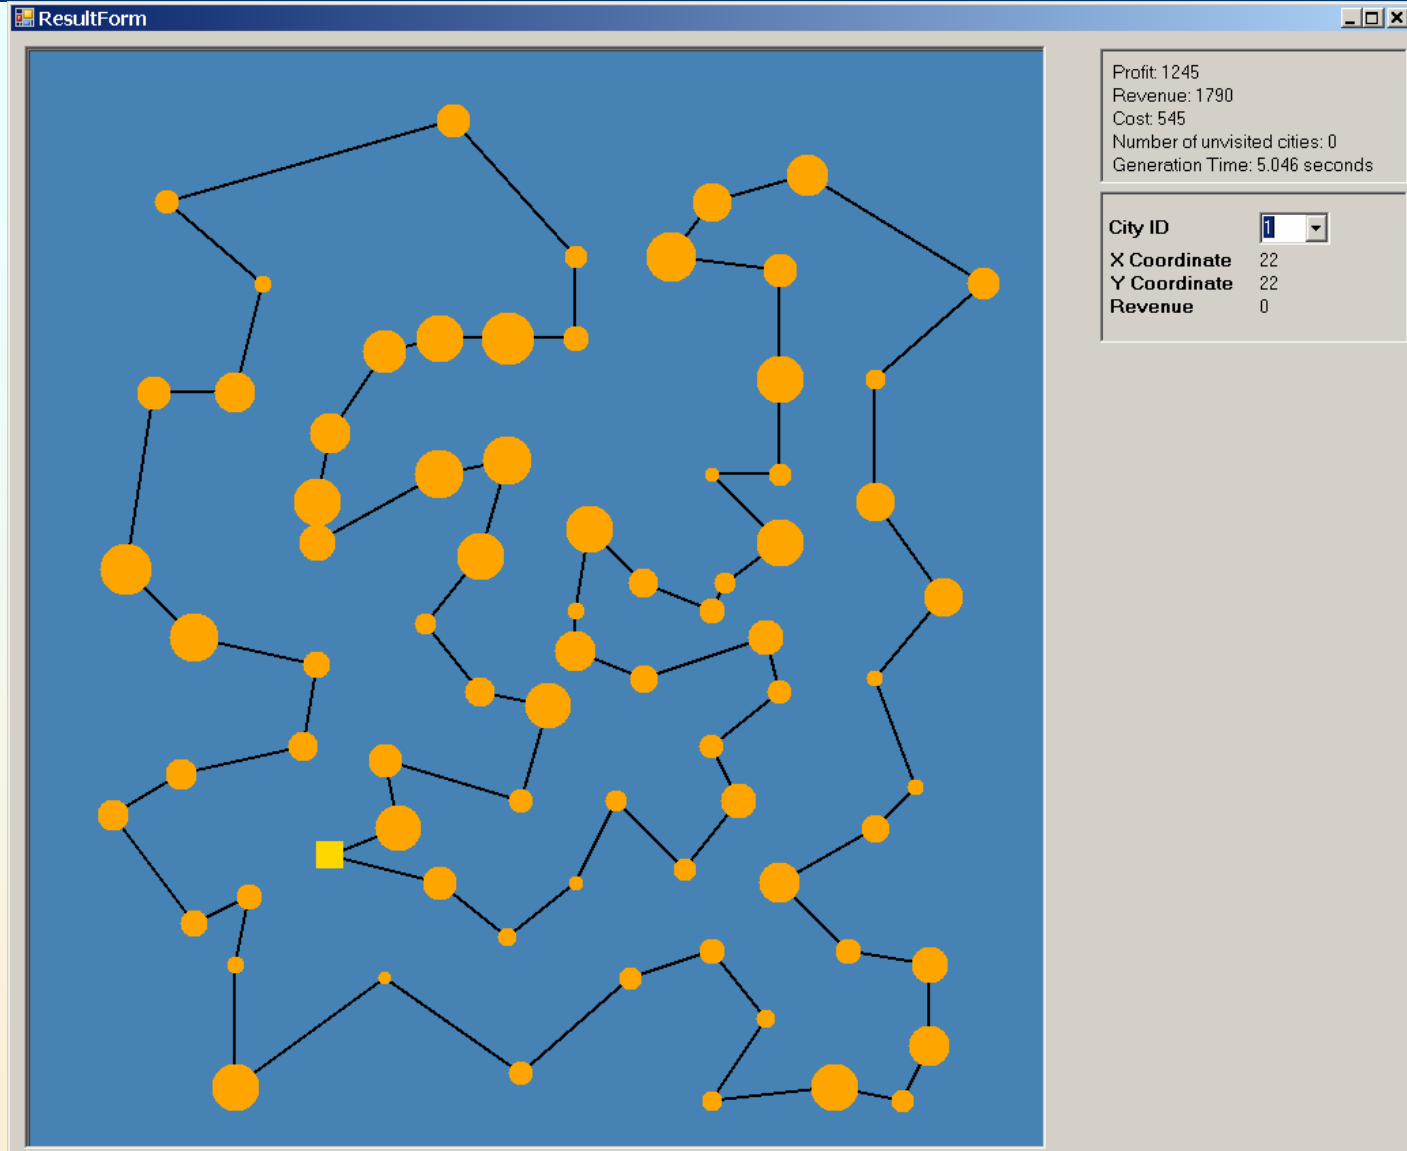 ResultForm
Profit: 1245
Revenue: 1790
Cost: 545
Number of unvisited cities: 0
Generation Time: 5.046 seconds
City ID 1
X Coordinate 22
Y Coordinate 22
Revenue 0